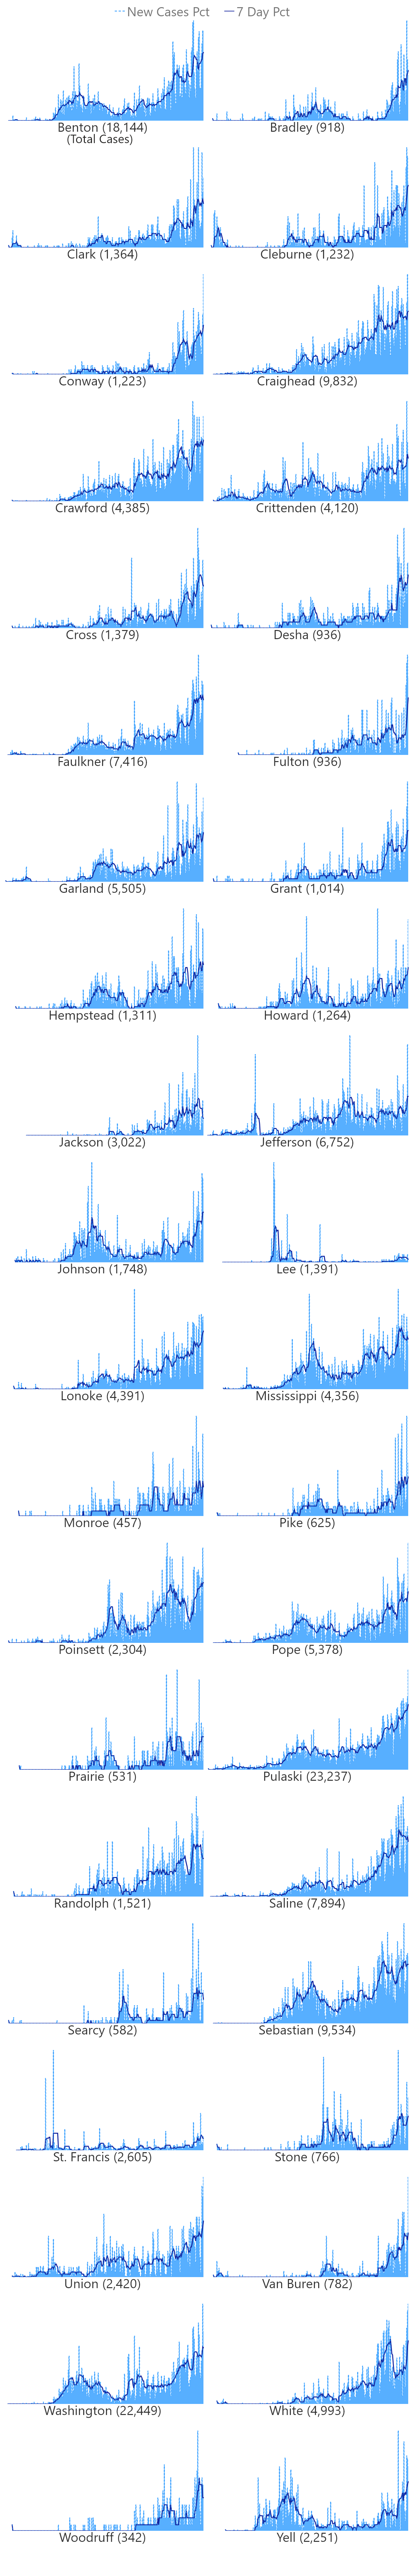 New Cases Pct 7 Day Pct
Benton (18,144) Bradley (918)
(Total Cases)
Clark (1,364) Cleburne (1,232)
Conway (1,223) Craighead (9,832)
Crawford (4,385) Crittenden (4,120)
Cross (1,379) Desha (936)
Faulkner (7,416) Fulton (936)
Garland (5,505) Grant (1,014)
Hempstead (1,311) Howard (1,264)
Jackson (3,022) Jefferson (6,752)
Johnson (1,748) Lee (1,391)
Lonoke (4,391) Mississippi (4,356)
Monroe (457) Pike (625)
Poinsett (2,304) Pope (5,378)
Prairie (531) Pulaski (23,237)
Randolph (1,521) Saline (7,894)
Searcy (582) Sebastian (9,534)
St. Francis (2,605) Stone (766)
Union (2,420) Van Buren (782)
Washington (22,449) White (4,993)
Woodruff (342) Yell (2,251)